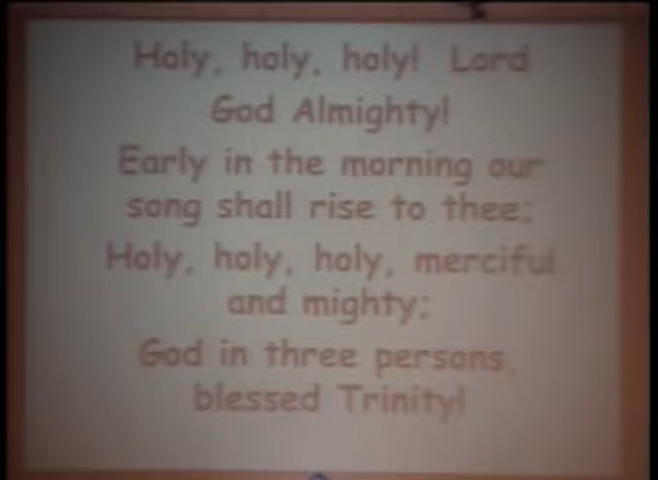 Holy, holy, holy! Lord
God Almighty!
Early in the morning our
song shall rise to thee;
Holy, holy, holy, merciful
and mighty;
God in three persons,
blessed Trinity!